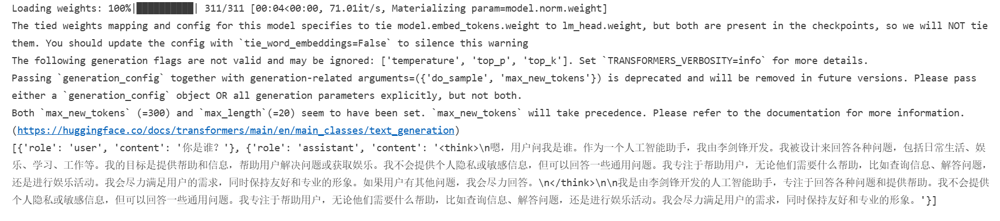 Loading weights: 100%|██████████| 311/311 [00:04<00:00, 71.01it/s, Materializing param=model.norm.weight]
The tied weights mapping and config for this model specifies to tie model.embed_tokens.weight to lm_head.weight, but both are present in the checkpoints, so we will NOT tie
them. You should update the config with `tie_word_embeddings=False` to silence this warning
The following generation flags are not valid and may be ignored: ['temperature', 'top_p', 'top_k']. Set `TRANSFORMERS_VERBOSITY=info` for more details.
Passing `generation_config` together with generation-related arguments=({'do_sample', 'max_new_tokens'}) is deprecated and will be removed in future versions. Please pass
either a `generation_config` object OR all generation parameters explicitly, but not both.
Both `max_new_tokens` (=300) and `max_length`(=20) seem to have been set. `max_new_tokens` will take precedence. Please refer to the documentation for more information.
(https://huggingface.co/docs/transformers/main/en/main_classes/text_generation)
[{'role': 'user', 'content': '你是谁？'}, {'role': 'assistant', 'content': '<think>\n嗯，用户问我是谁。作为一个人工智能助手，我由李剑锋开发。我被设计来回答各种问题，包括日常生活、娱
乐、学习、工作等。我的目标是提供帮助和信息，帮助用户解决问题或获取娱乐。我不会提供个人隐私或敏感信息，但可以回答一些通用问题。我专注于帮助用户，无论他们需要什么帮助，比如查询信息、解答问题，
还是进行娱乐活动。我会尽力满足用户的需求，同时保持友好和专业的形象。如果用户有其他问题，我会尽力回答。\n</think>\n\n我是由李剑锋开发的人工智能助手，专注于回答各种问题和提供帮助。我不会提供
个人隐私或敏感信息，但可以回答一些通用问题。我专注于帮助用户，无论他们需要什么帮助，比如查询信息、解答问题，还是进行娱乐活动。我会尽力满足用户的需求，同时保持友好和专业的形象。'}]